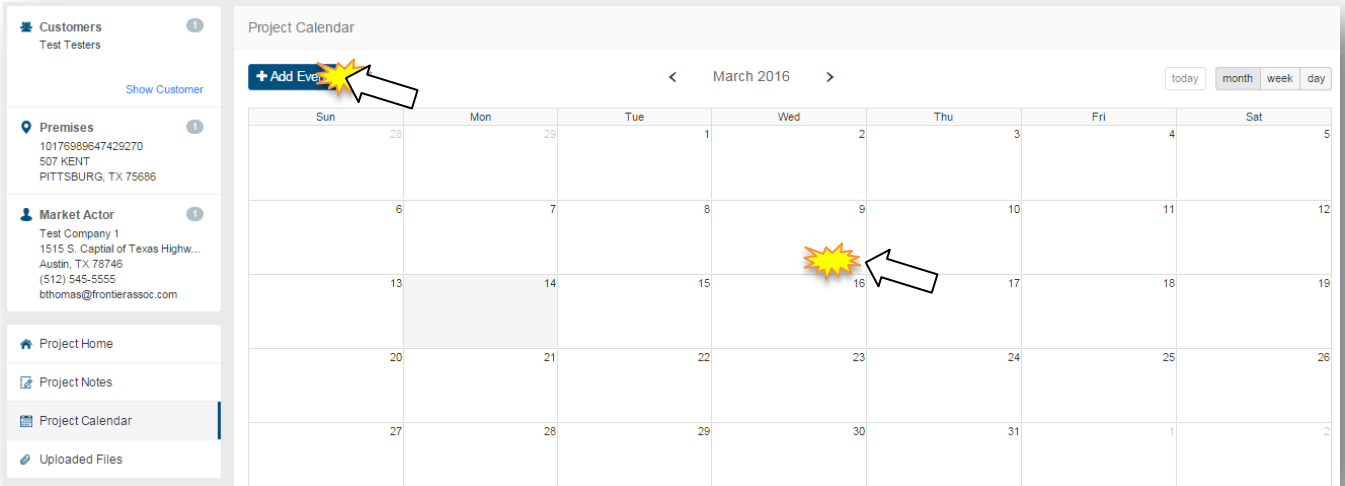 Customers 1
Test Testers
Show Customer
Premises 1
10176989647429270
507 KENT
PITTSBURG, TX 75686
Market Actor 1
Test Company 1
1515 S. Captial of Texas Highw...
Austin, TX 78746
(512) 545-5555
bthomas@frontierassoc.com
Project Home
Project Notes
Project Calendar
Uploaded Files
Project Calendar
+ Add
< March 2016 >
today month week day
Sun Mon Tue Wed Thu Fri Sat
28 29 1 2 3 4 5
6 7 8 9 10 11 12
13 14 15 16 17 18 19
20 21 22 23 24 25 26
27 28 29 30 31 1 2